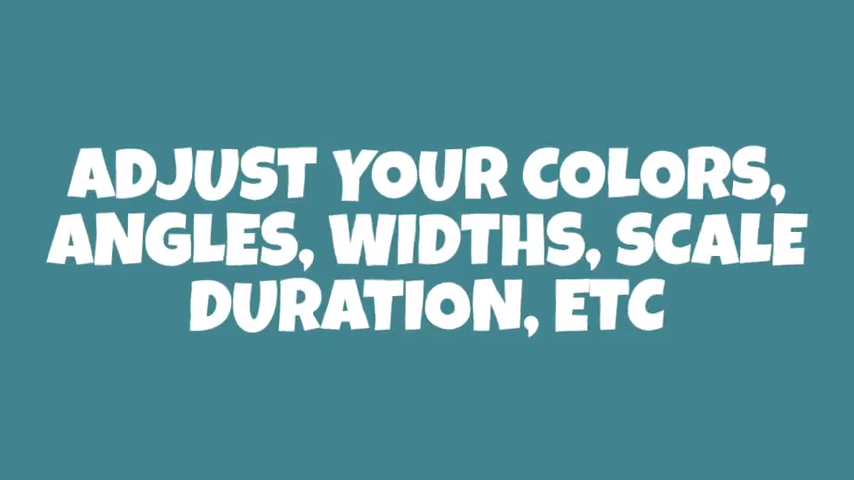 ADJUST YOUR COLORS,
ANGLES, WIDTHS, SCALE
DURATION, ETC